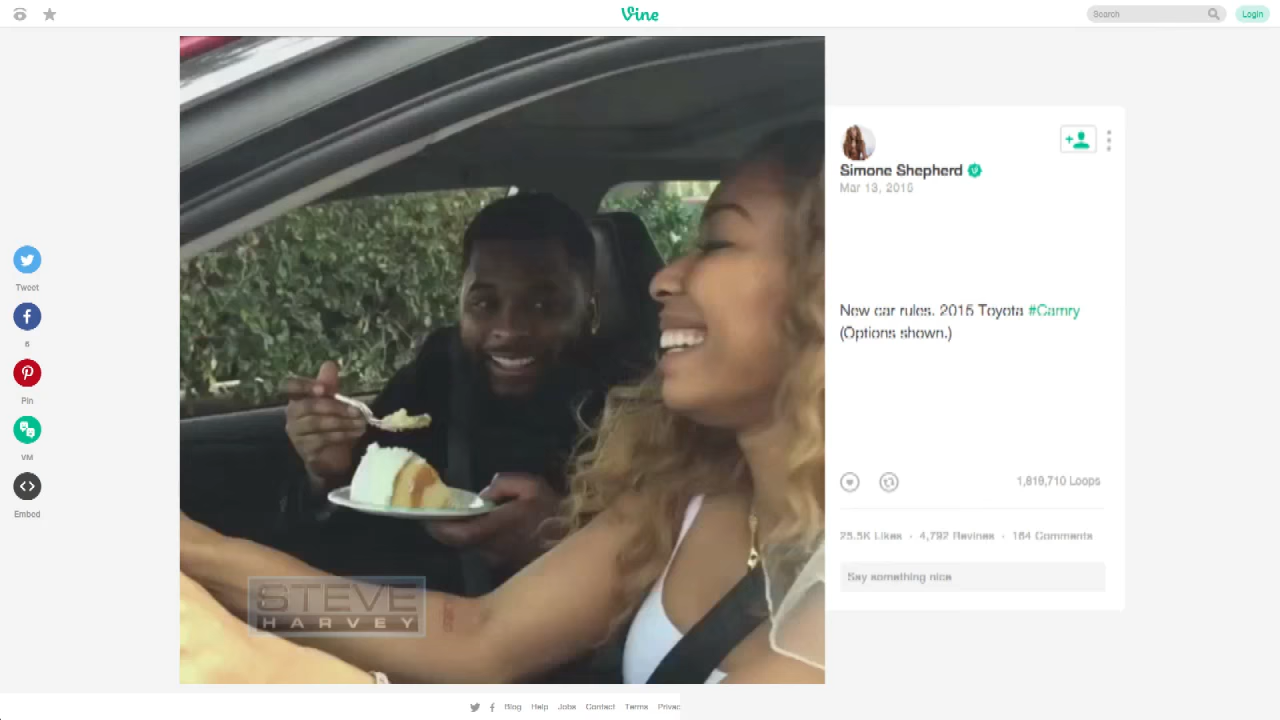 Vine
Search
Login
Simone Shepherd
Mar 13, 2015
New car rules. 2015 Toyota #Camry
(Options shown.)
Tweet
6
Pin
VM
Embed
1,819,710 Loops
25.5K Likes · 4,792 Revines · 164 Comments
Say something nice
STEVE
HARVEY
Blog Help Jobs Contact Terms Privac